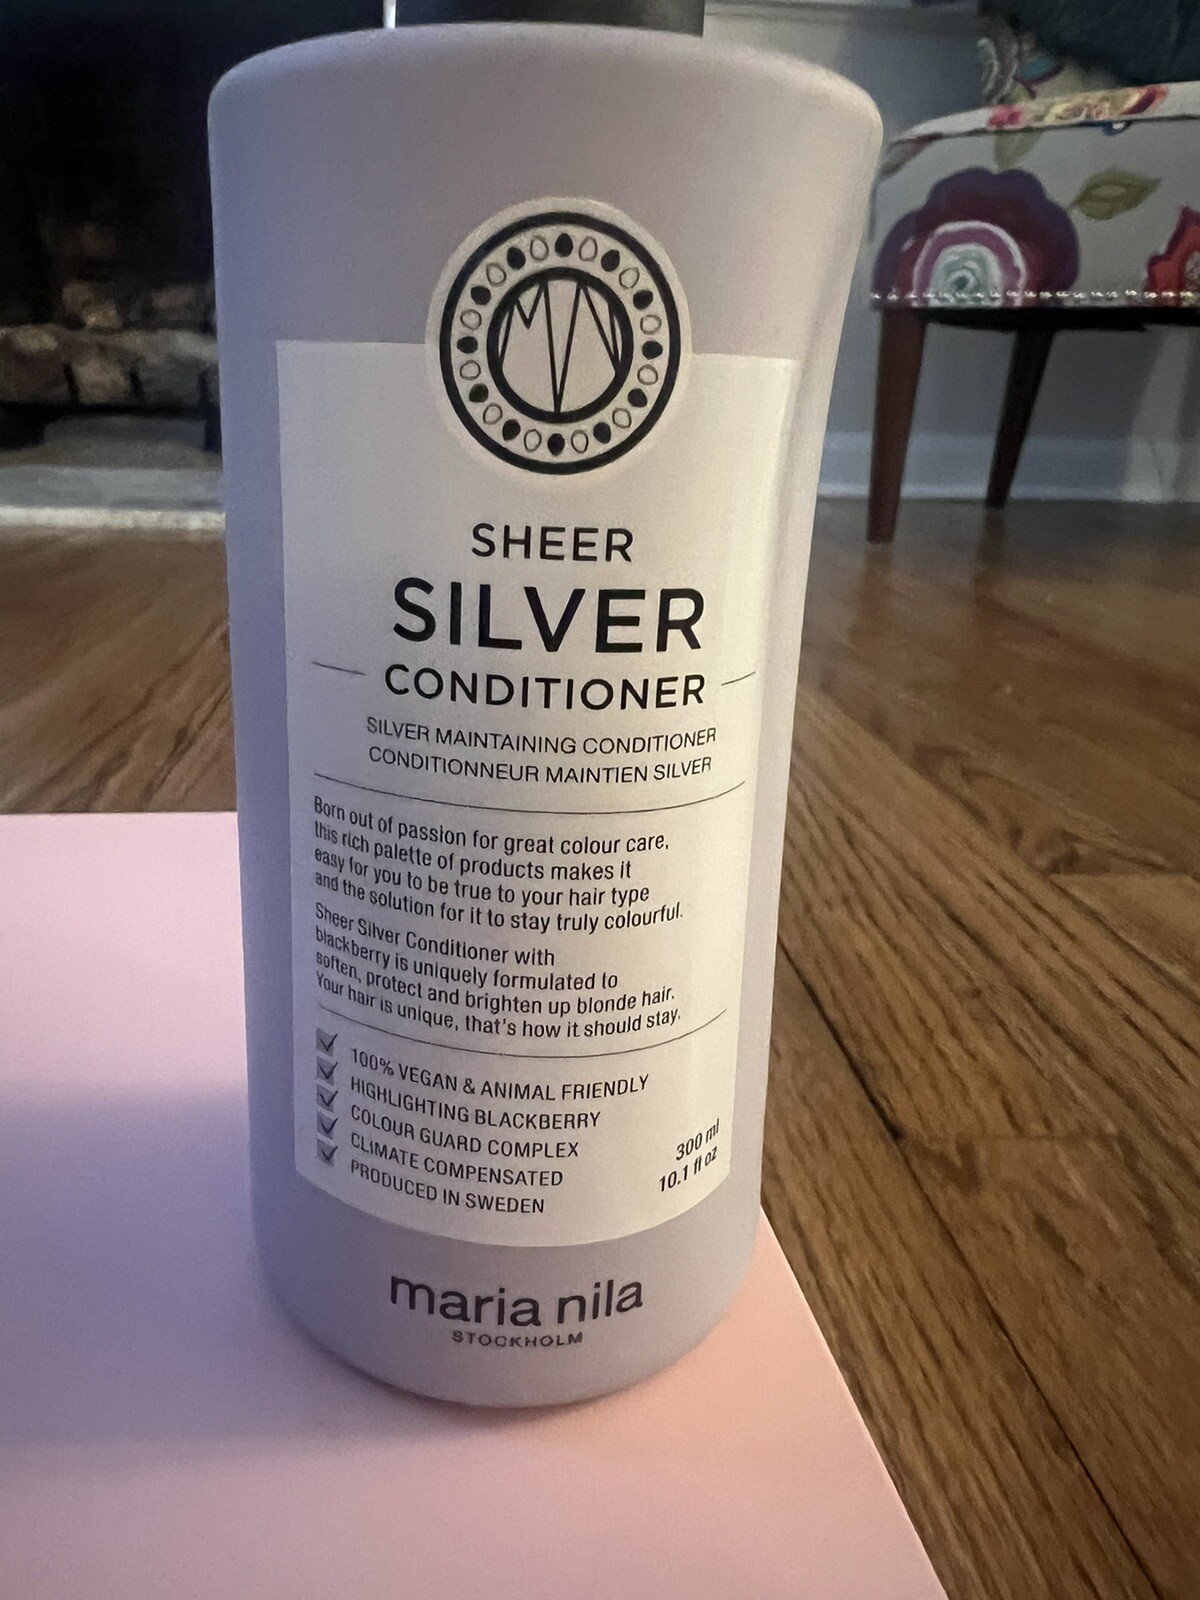 SHEER
SILVER
CONDITIONER
SILVER MAINTAINING CONDITIONER
CONDITIONNEUR MAINTIEN SILVER
Born out of passion for great colour care,
this rich palette of products makes it
easy for you to be true to your hair type
and the solution for it to stay truly colourful.
Sheer Silver Conditioner with
blackberry is uniquely formulated to
soften, protect and brighten up blonde hair.
Your hair is unique, that's how it should stay.
100% VEGAN & ANIMAL FRIENDLY
HIGHLIGHTING BLACKBERRY
COLOUR GUARD COMPLEX
CLIMATE COMPENSATED
PRODUCED IN SWEDEN
300 ml
10.1 fl oz
maria nila
STOCKHOLM